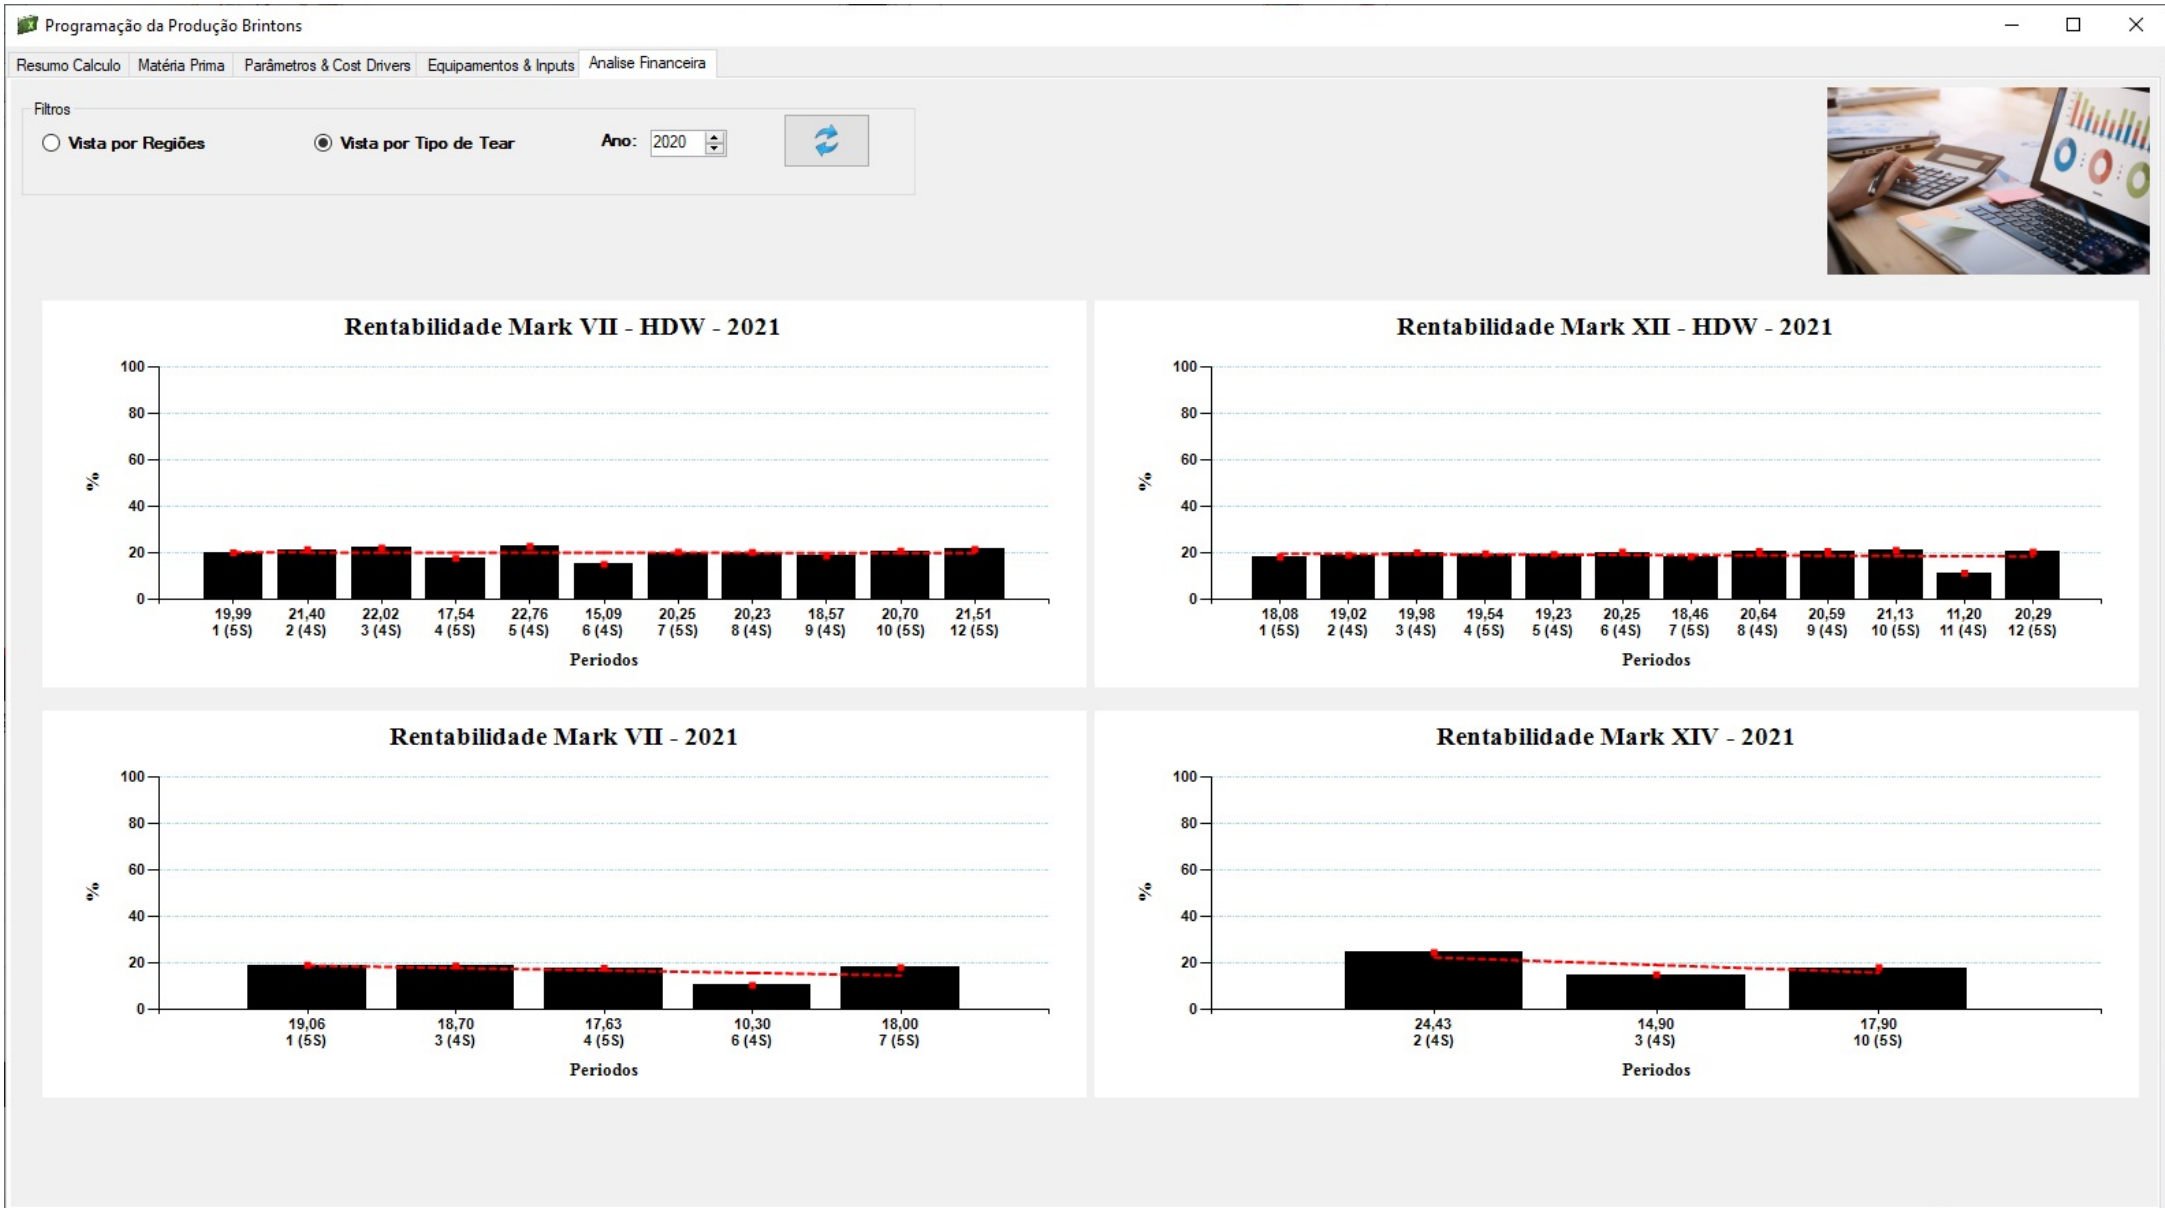 Programação da Produção Brintons
Resumo Calculo Matéria Prima Parâmetros & Cost Drivers Equipamentos & Inputs Analise Financeira
Filtros
Vista por Regiões Vista por Tipo de Tear Ano: 2020
Rentabilidade Mark VII - HDW - 2021
100
80
60
40
20
0
%
19,99 21,40 22,02 17,54 22,76 15,09 20,25 20,23 18,57 20,70 21,51
1 (5S) 2 (4S) 3 (4S) 4 (5S) 5 (4S) 6 (4S) 7 (5S) 8 (4S) 9 (4S) 10 (5S) 12 (5S)
Periodos
Rentabilidade Mark XII - HDW - 2021
100
80
60
40
20
0
%
18,08 19,02 19,98 19,54 19,23 20,25 18,46 20,64 20,59 21,13 11,20 20,29
1 (5S) 2 (4S) 3 (4S) 4 (5S) 5 (4S) 6 (4S) 7 (5S) 8 (4S) 9 (4S) 10 (5S) 11 (4S) 12 (5S)
Periodos
Rentabilidade Mark VII - 2021
100
80
60
40
20
0
%
19,06 18,70 17,63 10,30 18,00
1 (5S) 3 (4S) 4 (5S) 6 (4S) 7 (5S)
Periodos
Rentabilidade Mark XIV - 2021
100
80
60
40
20
0
%
24,43 14,90 17,90
2 (4S) 3 (4S) 10 (5S)
Periodos